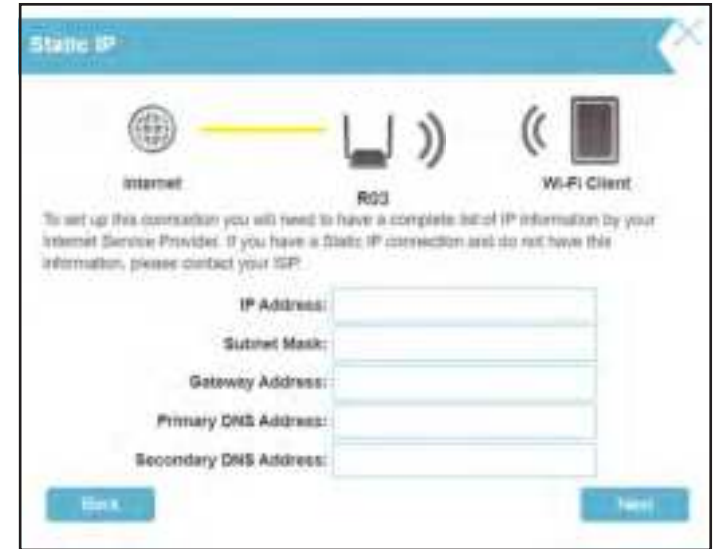 Static IP
Internet
R03
Wi-Fi Client
To set up this connection you will need to have a complete list of IP information by your
Internet Service Provider. If you have a Static IP connection and do not have this
information, please contact your ISP.
IP Address:
Subnet Mask:
Gateway Address:
Primary DNS Address:
Secondary DNS Address:
Back
Next